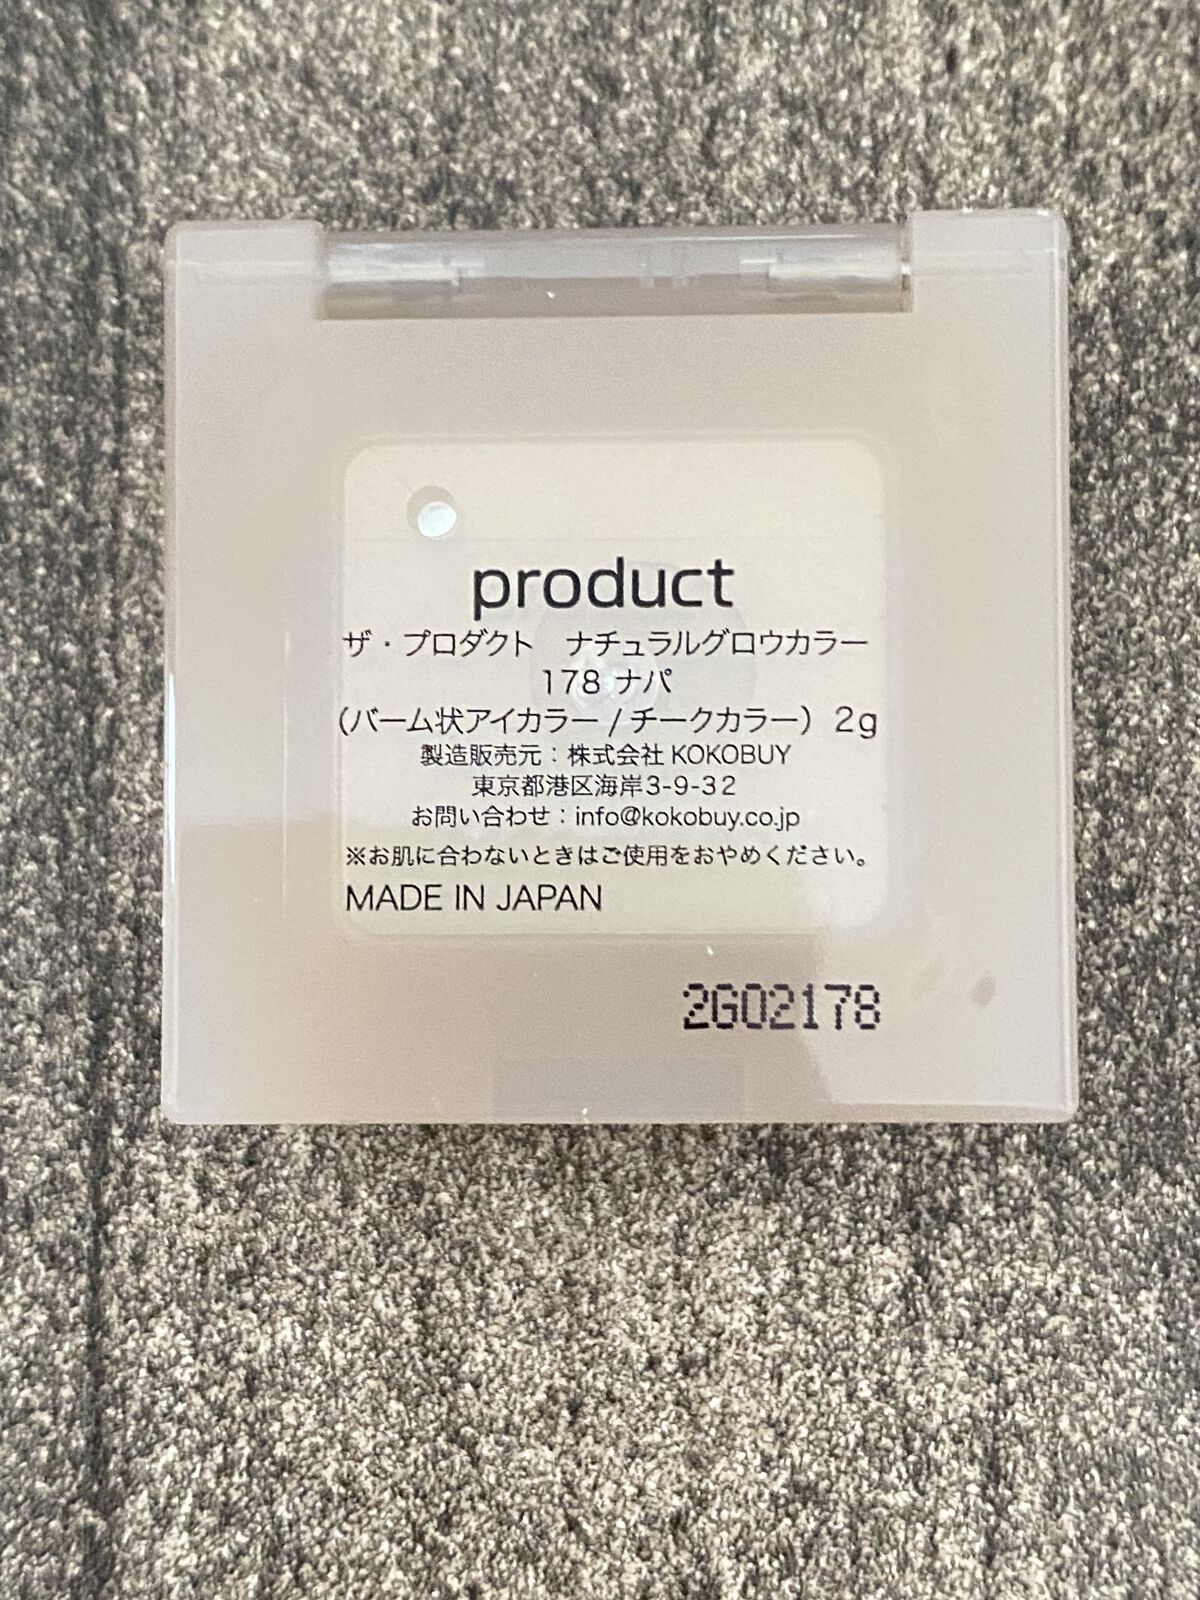 product
ザ・プロダクト　ナチュラルグロウカラー
178 ナパ
（バーム状アイカラー / チークカラー） 2g
製造販売元：株式会社 KOKOBUY
東京都港区海岸3-9-32
お問い合わせ：info@kokobuy.co.jp
※お肌に合わないときはご使用をおやめください。
MADE IN JAPAN
2G02178